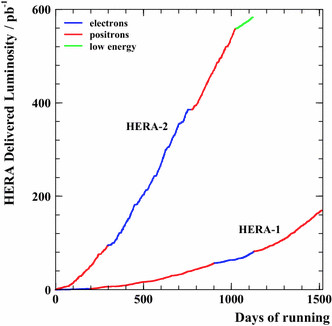 HERA Delivered Luminosity / pb⁻¹
600
400
200
0
electrons
positrons
low energy
HERA-2
HERA-1
0 500 1000 1500
Days of running